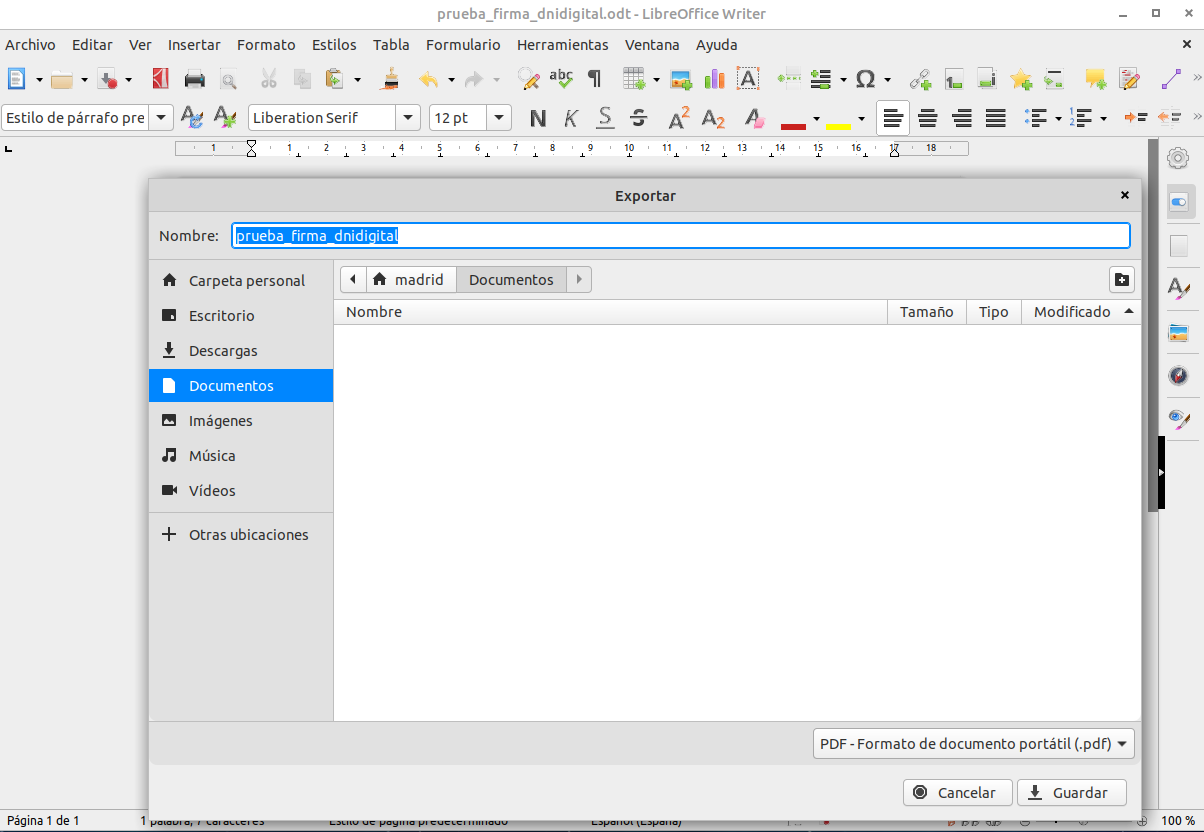 prueba_firma_dnidigital.odt - LibreOffice Writer
Archivo Editar Ver Insertar Formato Estilos Tabla Formulario Herramientas Ventana Ayuda
Estilo de párrafo pre Liberation Serif 12 pt
1 1 2 3 4 5 6 7 8 9 10 11 12 13 14 15 16 17 18
Exportar
Nombre: prueba_firma_dnidigital
Carpeta personal
Escritorio
Descargas
Documentos
Imágenes
Música
Vídeos
Otras ubicaciones
madrid Documentos
Nombre Tamaño Tipo Modificado
PDF - Formato de documento portátil (.pdf)
Cancelar Guardar
Página 1 de 1 1 palabra, 7 caracteres Estilo de página predeterminado Español (España) 100 %